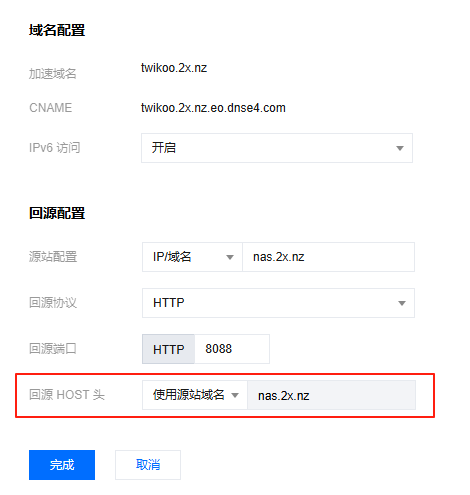 域名配置
加速域名 twikoo.2x.nz
CNAME twikoo.2x.nz.eo.dnse4.com
IPv6 访问 开启
回源配置
源站配置 IP/域名 nas.2x.nz
回源协议 HTTP
回源端口 HTTP 8088
回源 HOST 头 使用源站域名 nas.2x.nz
完成 取消